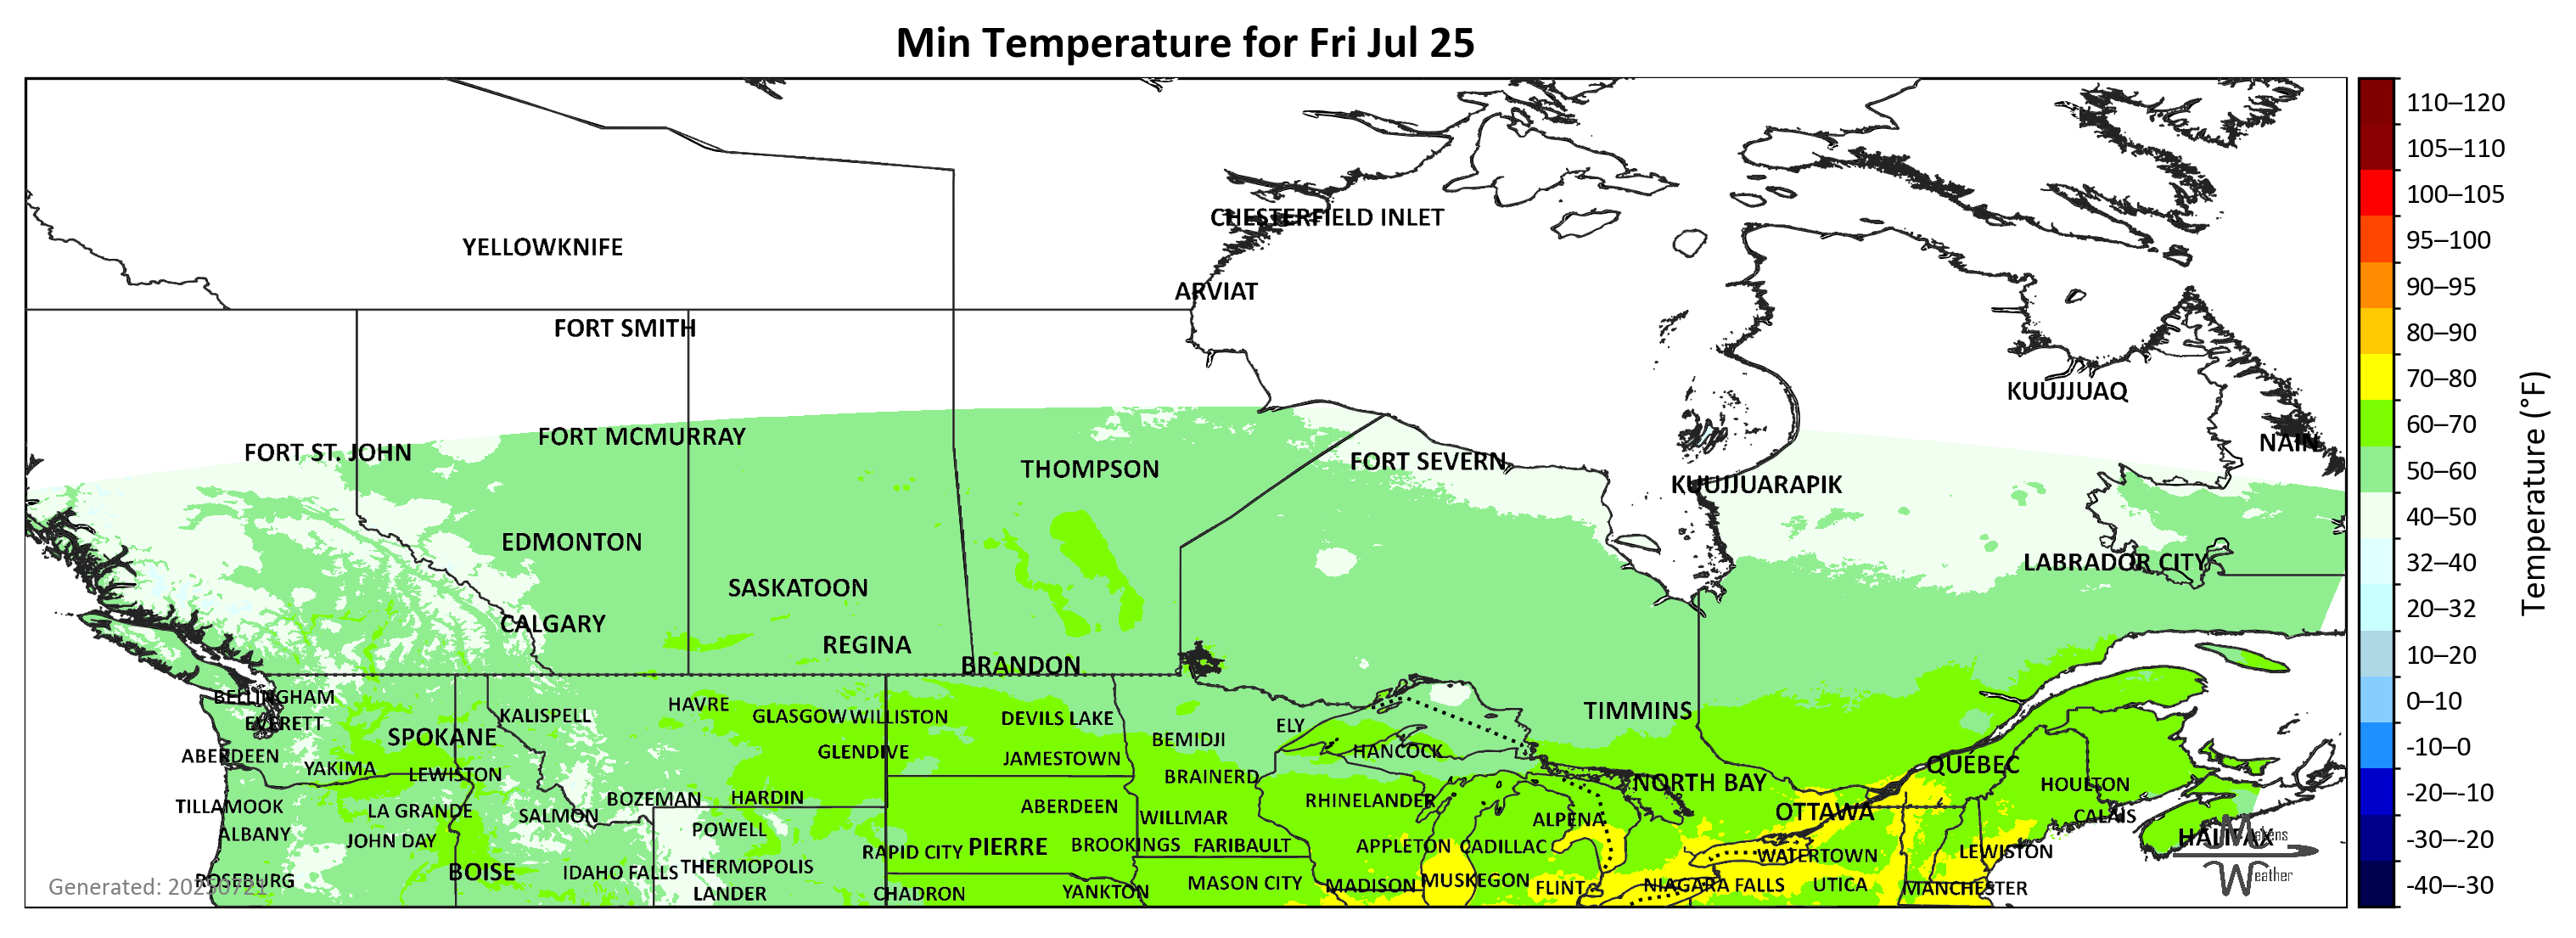 Min Temperature for Fri Jul 25
110–120
105–110
100–105
95–100
90–95
80–90
70–80
60–70
50–60
40–50
32–40
20–32
10–20
0–10
-10–0
-20–-10
-30–-20
-40–-30
Temperature (°F)
CHESTERFIELD INLET
YELLOWKNIFE
ARVIAT
FORT SMITH
KUUJJUAQ
FORT MCMURRAY
NAIN
FORT ST. JOHN
FORT SEVERN
THOMPSON
KUUJJUARAPIK
EDMONTON
LABRADOR CITY
SASKATOON
CALGARY
REGINA
BRANDON
BELLINGHAM
HAVRE
TIMMINS
KALISPELL
GLASGOW
WILLISTON
DEVILS LAKE
EVERETT
ELY
SPOKANE
BEMIDJI
GLENDIVE
HANCOCK
ABERDEEN
JAMESTOWN
QUÉBEC
YAKIMA
LEWISTON
BRAINERD
NORTH BAY
HOULTON
BOZEMAN
HARDIN
RHINELANDER
TILLAMOOK
ABERDEEN
LA GRANDE
SALMON
WILLMAR
OTTAWA
CALAIS
ALPENA
POWELL
ALBANY
HALIFAX
Makens
JOHN DAY
PIERRE
BROOKINGS
FARIBAULT
APPLETON
CADILLAC
RAPID CITY
LEWISTON
WATERTOWN
THERMOPOLIS
BOISE
IDAHO FALLS
Weather
ROSEBURG
MUSKEGON
MASON CITY
MADISON
NIAGARA FALLS
UTICA
Generated: 20250721
FLINT
MANCHESTER
YANKTON
LANDER
CHADRON